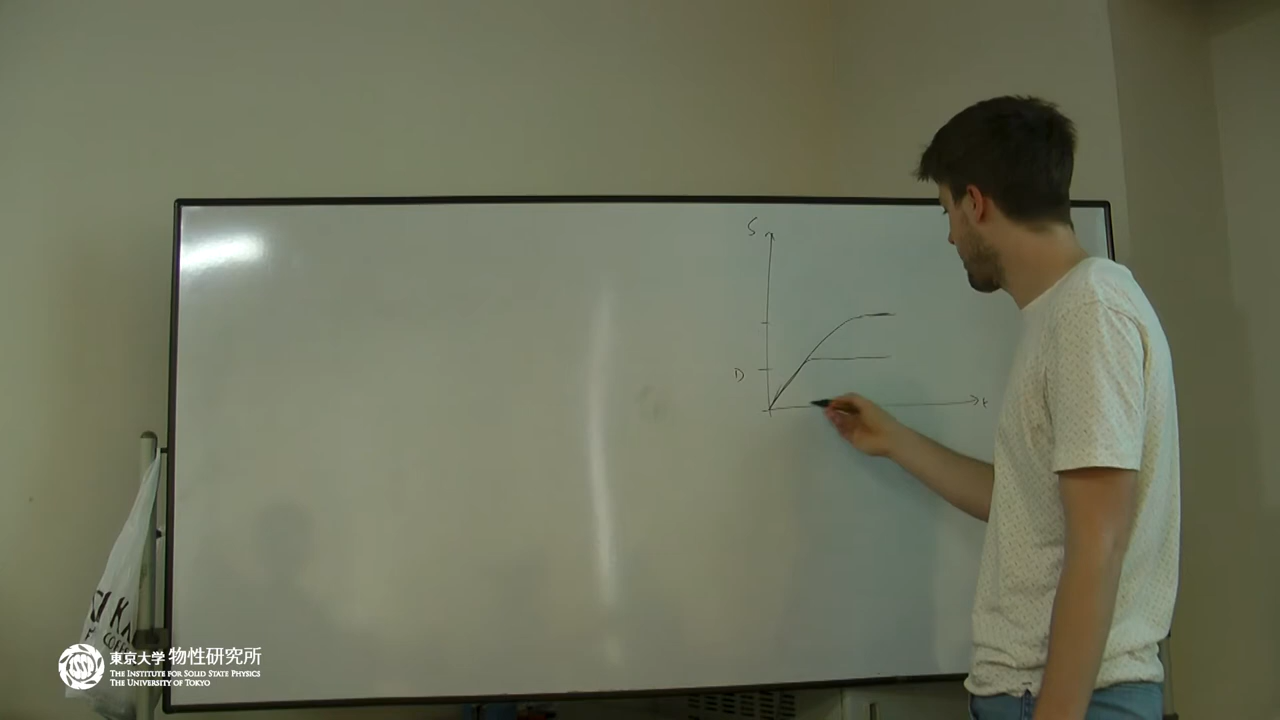 S
D
t
東京大学 物性研究所
THE INSTITUTE FOR SOLID STATE PHYSICS
THE UNIVERSITY OF TOKYO